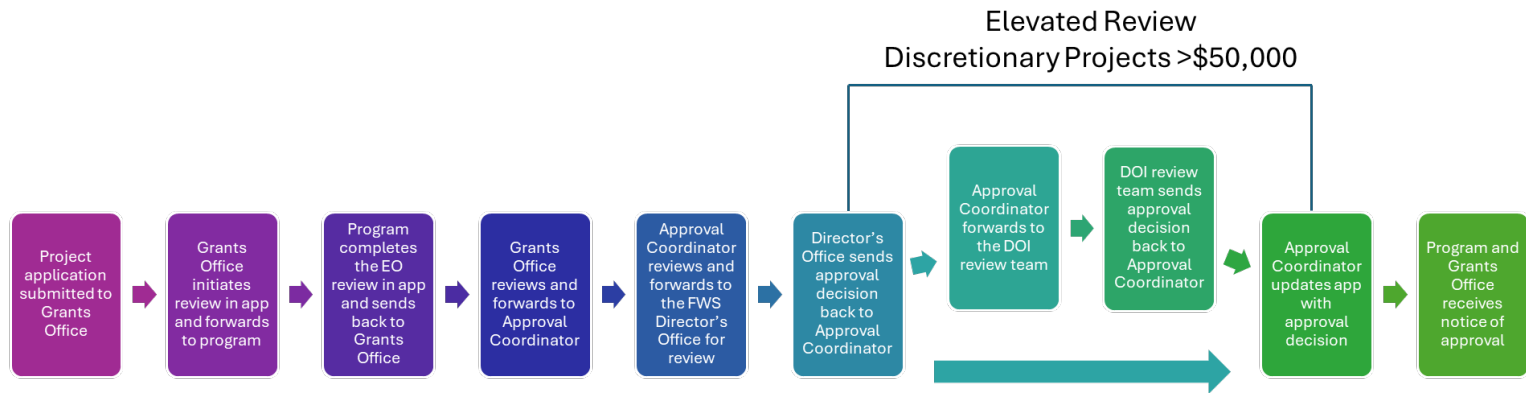 Elevated Review
Discretionary Projects >$50,000
Project
application
submitted to
Grants
Office
Grants
Office
initiates
review in app
and forwards
to program
Program
completes
the EO
review in app
and sends
back to
Grants
Office
Grants
Office
reviews and
forwards to
Approval
Coordinator
Approval
Coordinator
reviews and
forwards to
the FWS
Director’s
Office for
review
Director’s
Office sends
approval
decision
back to
Approval
Coordinator
Approval
Coordinator
forwards to
the DOI
review team
DOI review
team sends
approval
decision
back to
Approval
Coordinator
Approval
Coordinator
updates app
with
approval
decision
Program and
Grants
Office
receives
notice of
approval